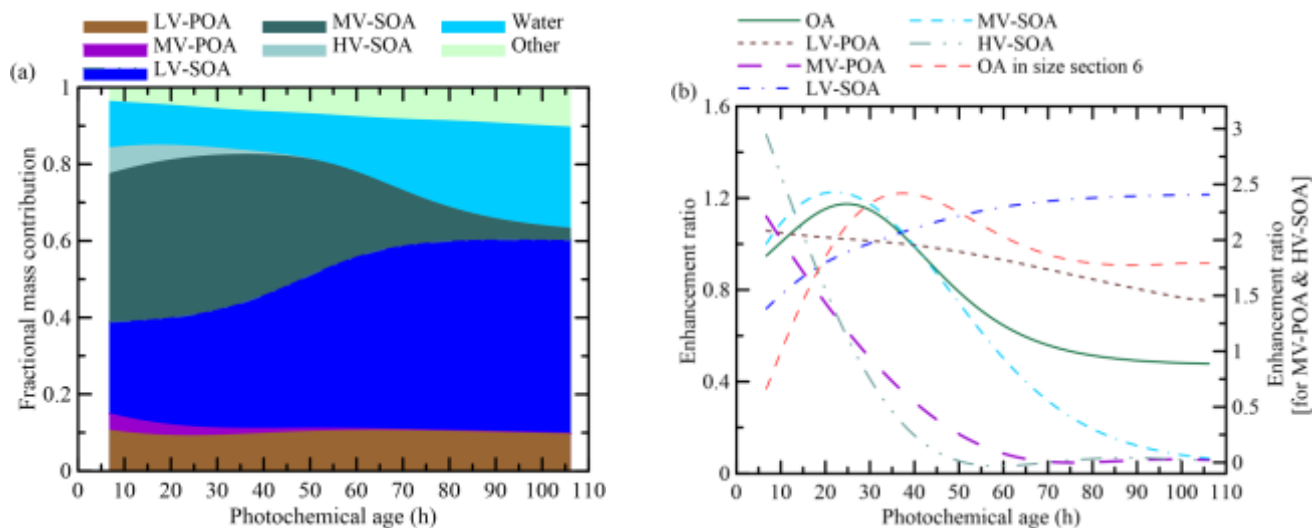 LV-POA MV-SOA Water
MV-POA HV-SOA Other
LV-SOA
(a)
Fractional mass contribution
1
0.8
0.6
0.4
0.2
0
0 10 20 30 40 50 60 70 80 90 100 110
Photochemical age (h)
OA MV-SOA
LV-POA HV-SOA
MV-POA OA in size section 6
LV-SOA
(b)
Enhancement ratio
1.6
1.2
0.8
0.4
0
0 10 20 30 40 50 60 70 80 90 100 110
Photochemical age (h)
3
2.5
2
1.5
1
0.5
0
Enhancement ratio
[for MV-POA & HV-SOA]